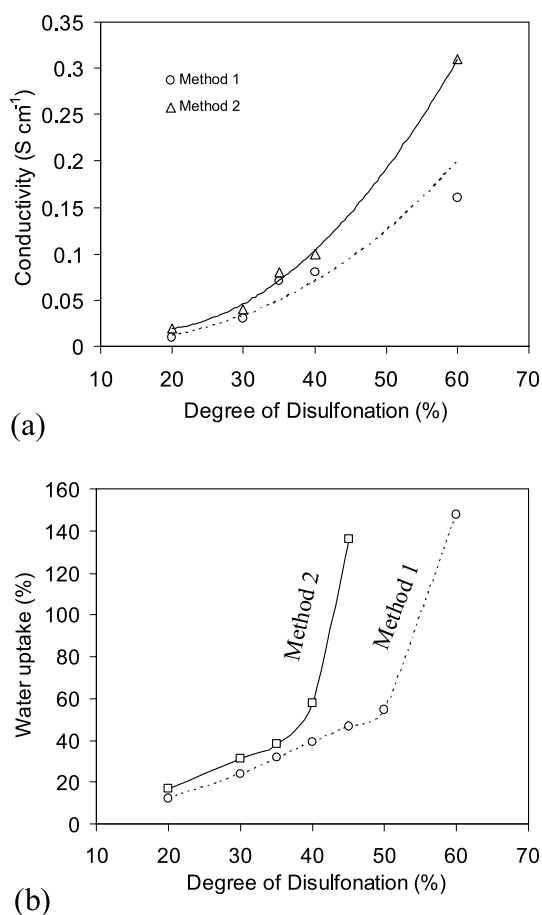 0.35
0.3
0.25
0.2
0.15
0.1
0.05
0
Conductivity (S cm⁻¹)
Method 1
Method 2
10 20 30 40 50 60 70
Degree of Disulfonation (%)
(a)
160
140
120
100
80
60
40
20
0
Water uptake (%)
Method 2
Method 1
10 20 30 40 50 60 70
Degree of Disulfonation (%)
(b)